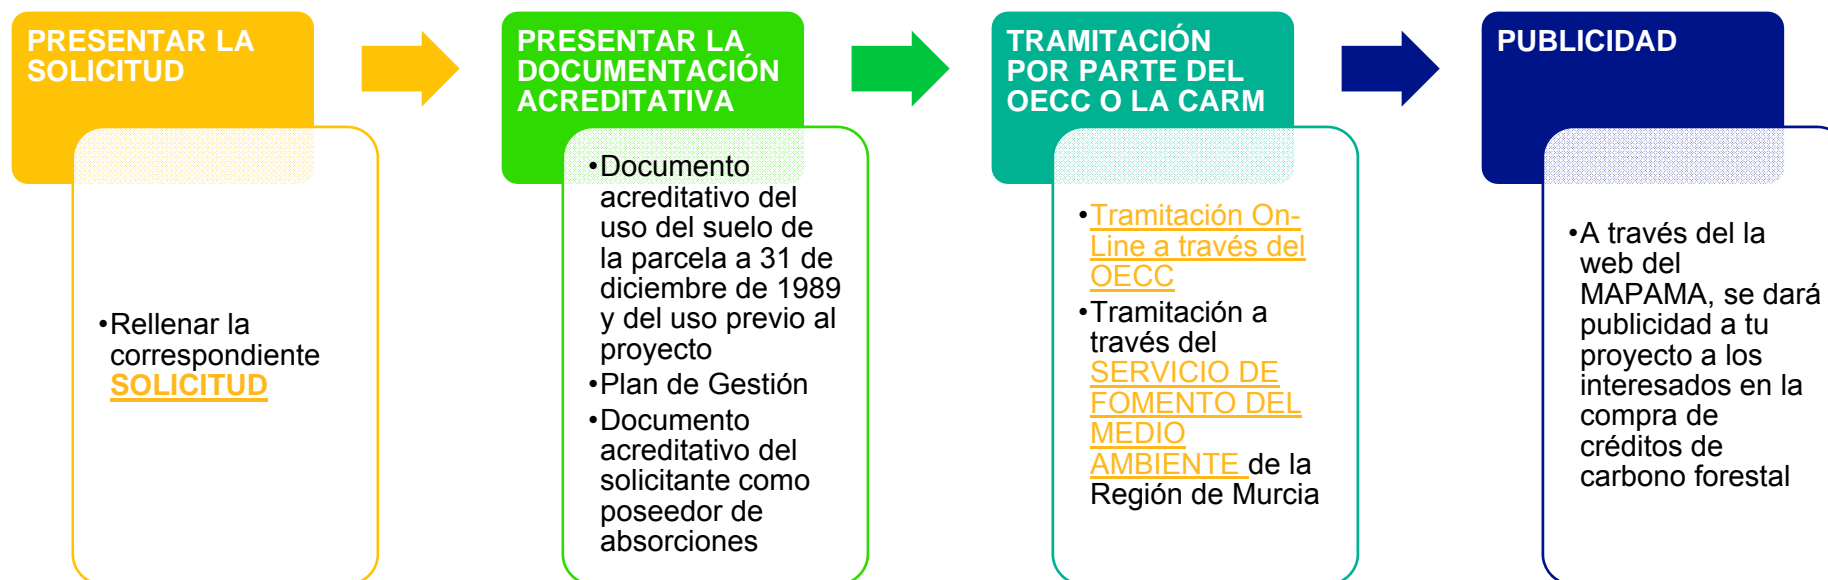 PRESENTAR LA
SOLICITUD
•Rellenar la
correspondiente
SOLICITUD
PRESENTAR LA
DOCUMENTACIÓN
ACREDITATIVA
•Documento
acreditativo del
uso del suelo de
la parcela a 31 de
diciembre de 1989
y del uso previo al
proyecto
•Plan de Gestión
•Documento
acreditativo del
solicitante como
poseedor de
absorciones
TRAMITACIÓN
POR PARTE DEL
OECC O LA CARM
•Tramitación On-
Line a través del
OECC
•Tramitación a
través del
SERVICIO DE
FOMENTO DEL
MEDIO
AMBIENTE de la
Región de Murcia
PUBLICIDAD
•A través del la
web del
MAPAMA, se dará
publicidad a tu
proyecto a los
interesados en la
compra de
créditos de
carbono forestal